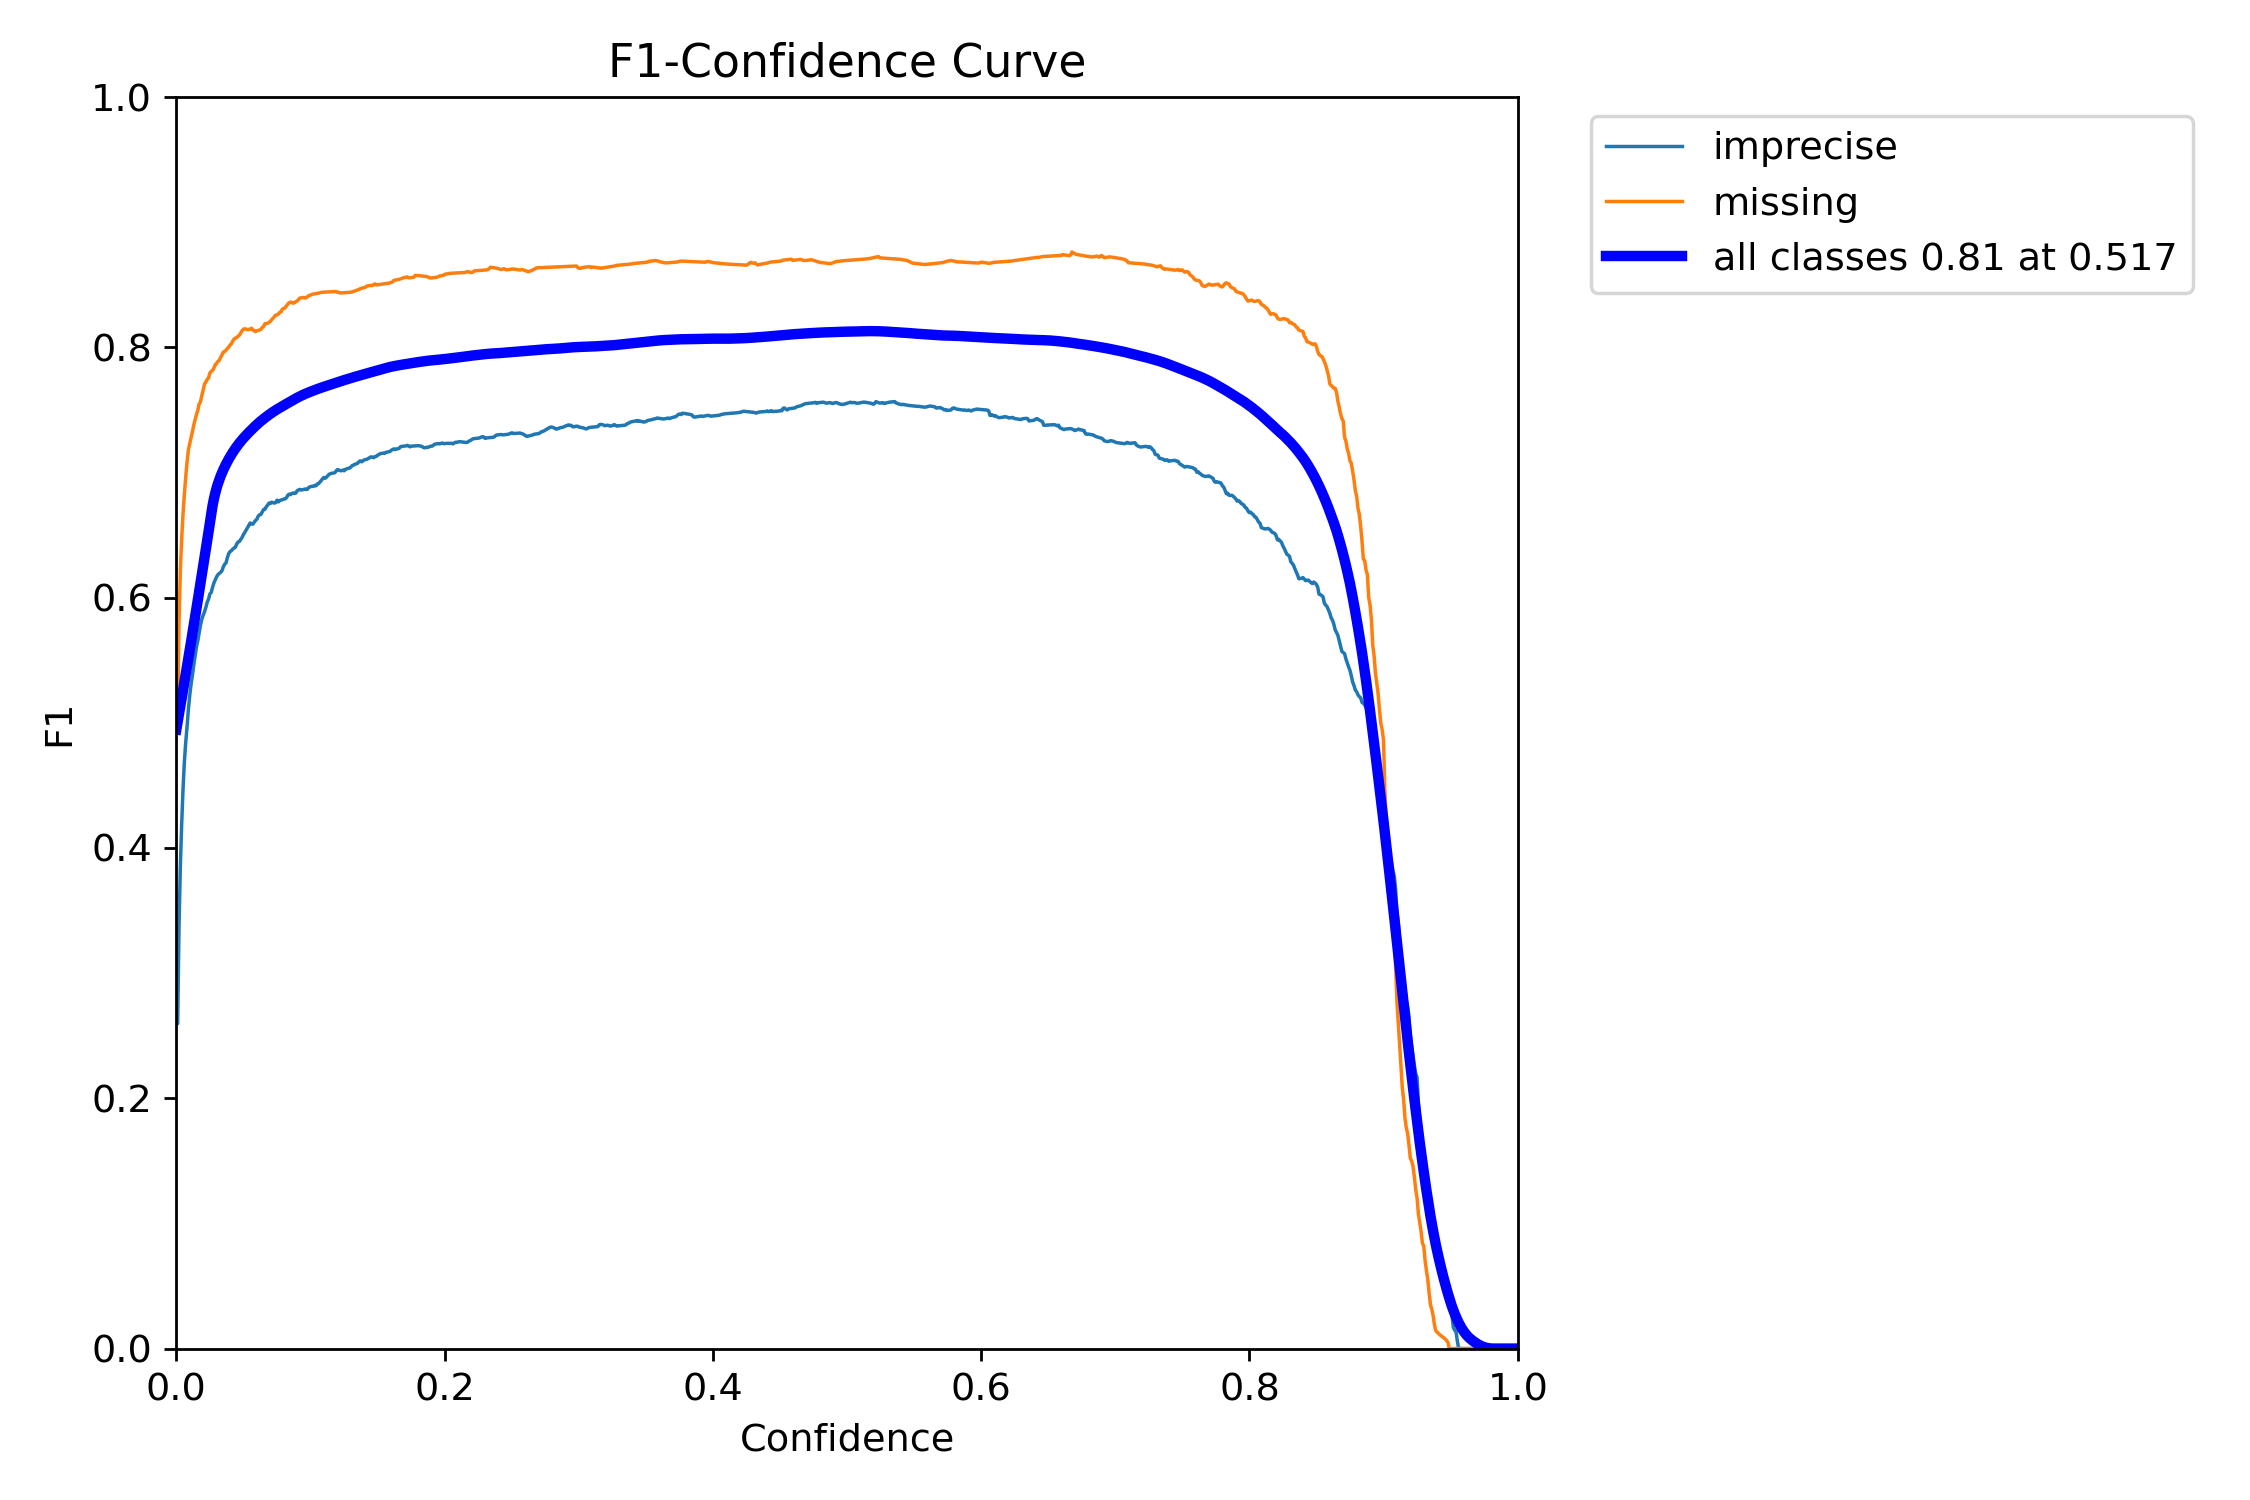 F1-Confidence Curve
1.0
0.8
0.6
0.4
0.2
0.0
F1
0.0 0.2 0.4 0.6 0.8 1.0
Confidence
imprecise
missing
all classes 0.81 at 0.517